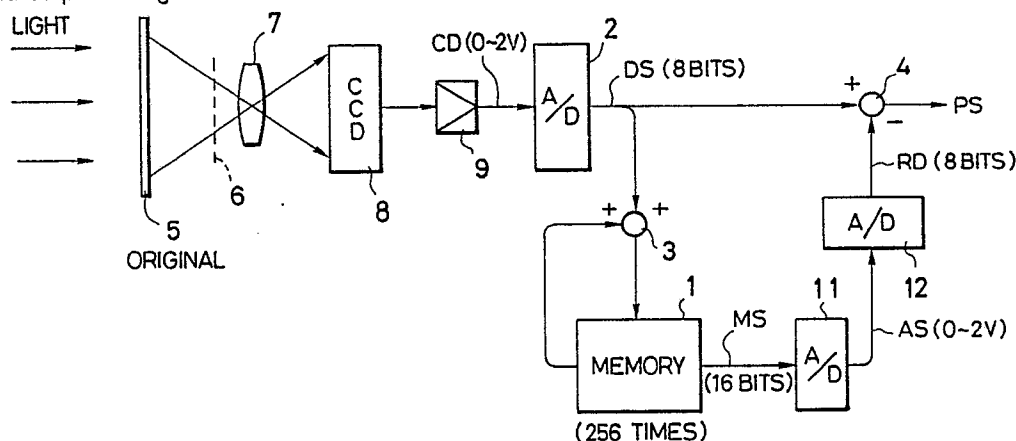 LIGHT
7
CD (0~2V)
2
DS (8 BITS)
4
+
−
PS
CCD
A/D
9
6
8
5
ORIGINAL
+
+
3
RD (8 BITS)
A/D
12
1
MEMORY
MS
(16 BITS)
11
A/D
AS (0~2V)
(256 TIMES)